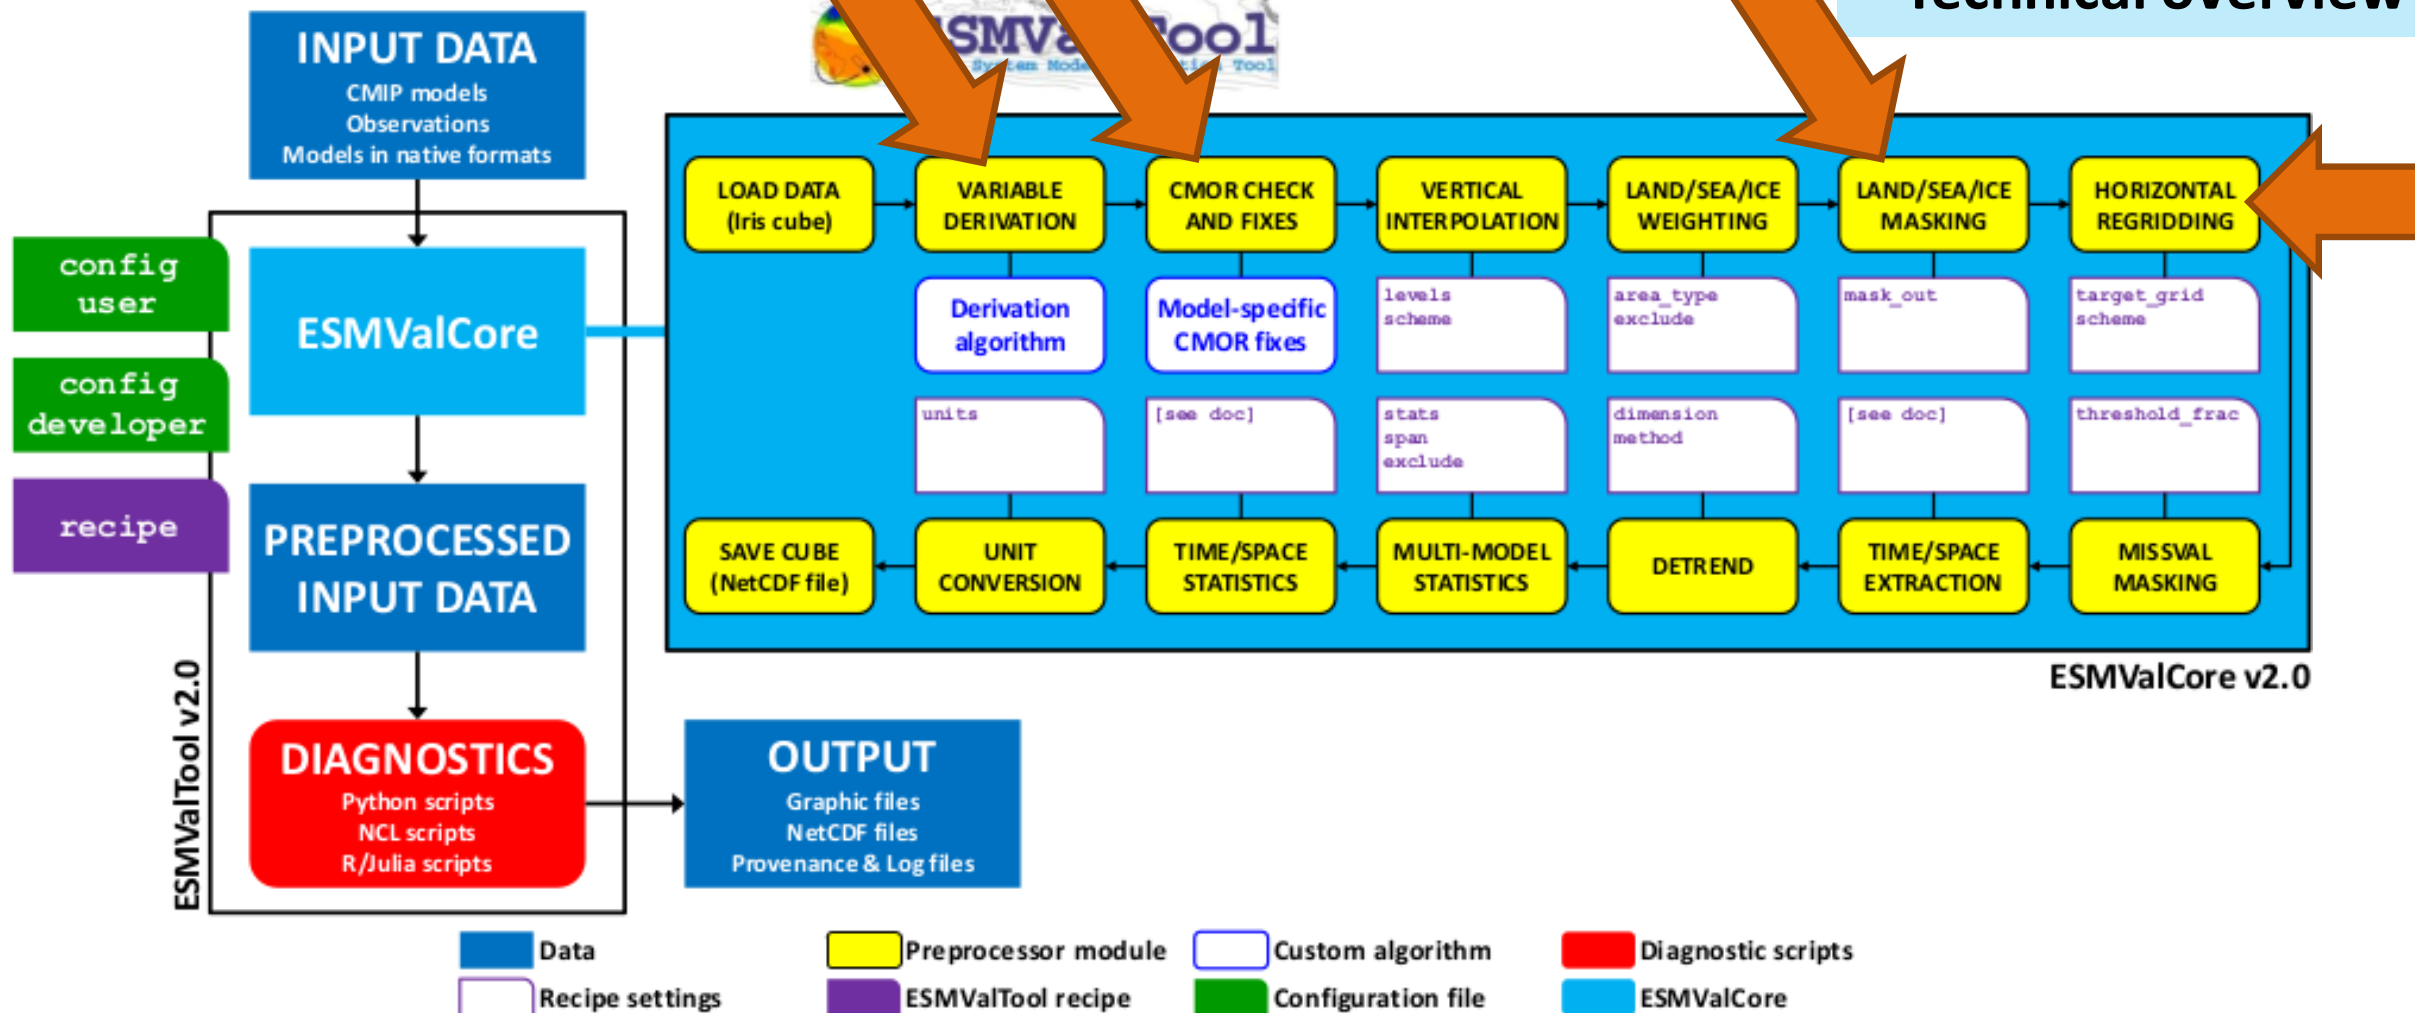 Technical overview
INPUT DATA
CMIP models
Observations
Models in native formats
config
user
config
developer
recipe
ESMValCore
PREPROCESSED
INPUT DATA
DIAGNOSTICS
Python scripts
NCL scripts
R/Julia scripts
ESMValTool v2.0
OUTPUT
Graphic files
NetCDF files
Provenance & Log files
LOAD DATA
(Iris cube)
VARIABLE
DERIVATION
CMOR CHECK
AND FIXES
VERTICAL
INTERPOLATION
LAND/SEA/ICE
WEIGHTING
LAND/SEA/ICE
MASKING
HORIZONTAL
REGRIDDING
Derivation
algorithm
Model-specific
CMOR fixes
levels
scheme
area_type
exclude
mask_out
target_grid
scheme
units
[see doc]
stats
span
exclude
dimension
method
[see doc]
threshold_frac
SAVE CUBE
(NetCDF file)
UNIT
CONVERSION
TIME/SPACE
STATISTICS
MULTI-MODEL
STATISTICS
DETREND
TIME/SPACE
EXTRACTION
MISSVAL
MASKING
ESMValCore v2.0
Data
Preprocessor module
Custom algorithm
Diagnostic scripts
Recipe settings
ESMValTool recipe
Configuration file
ESMValCore